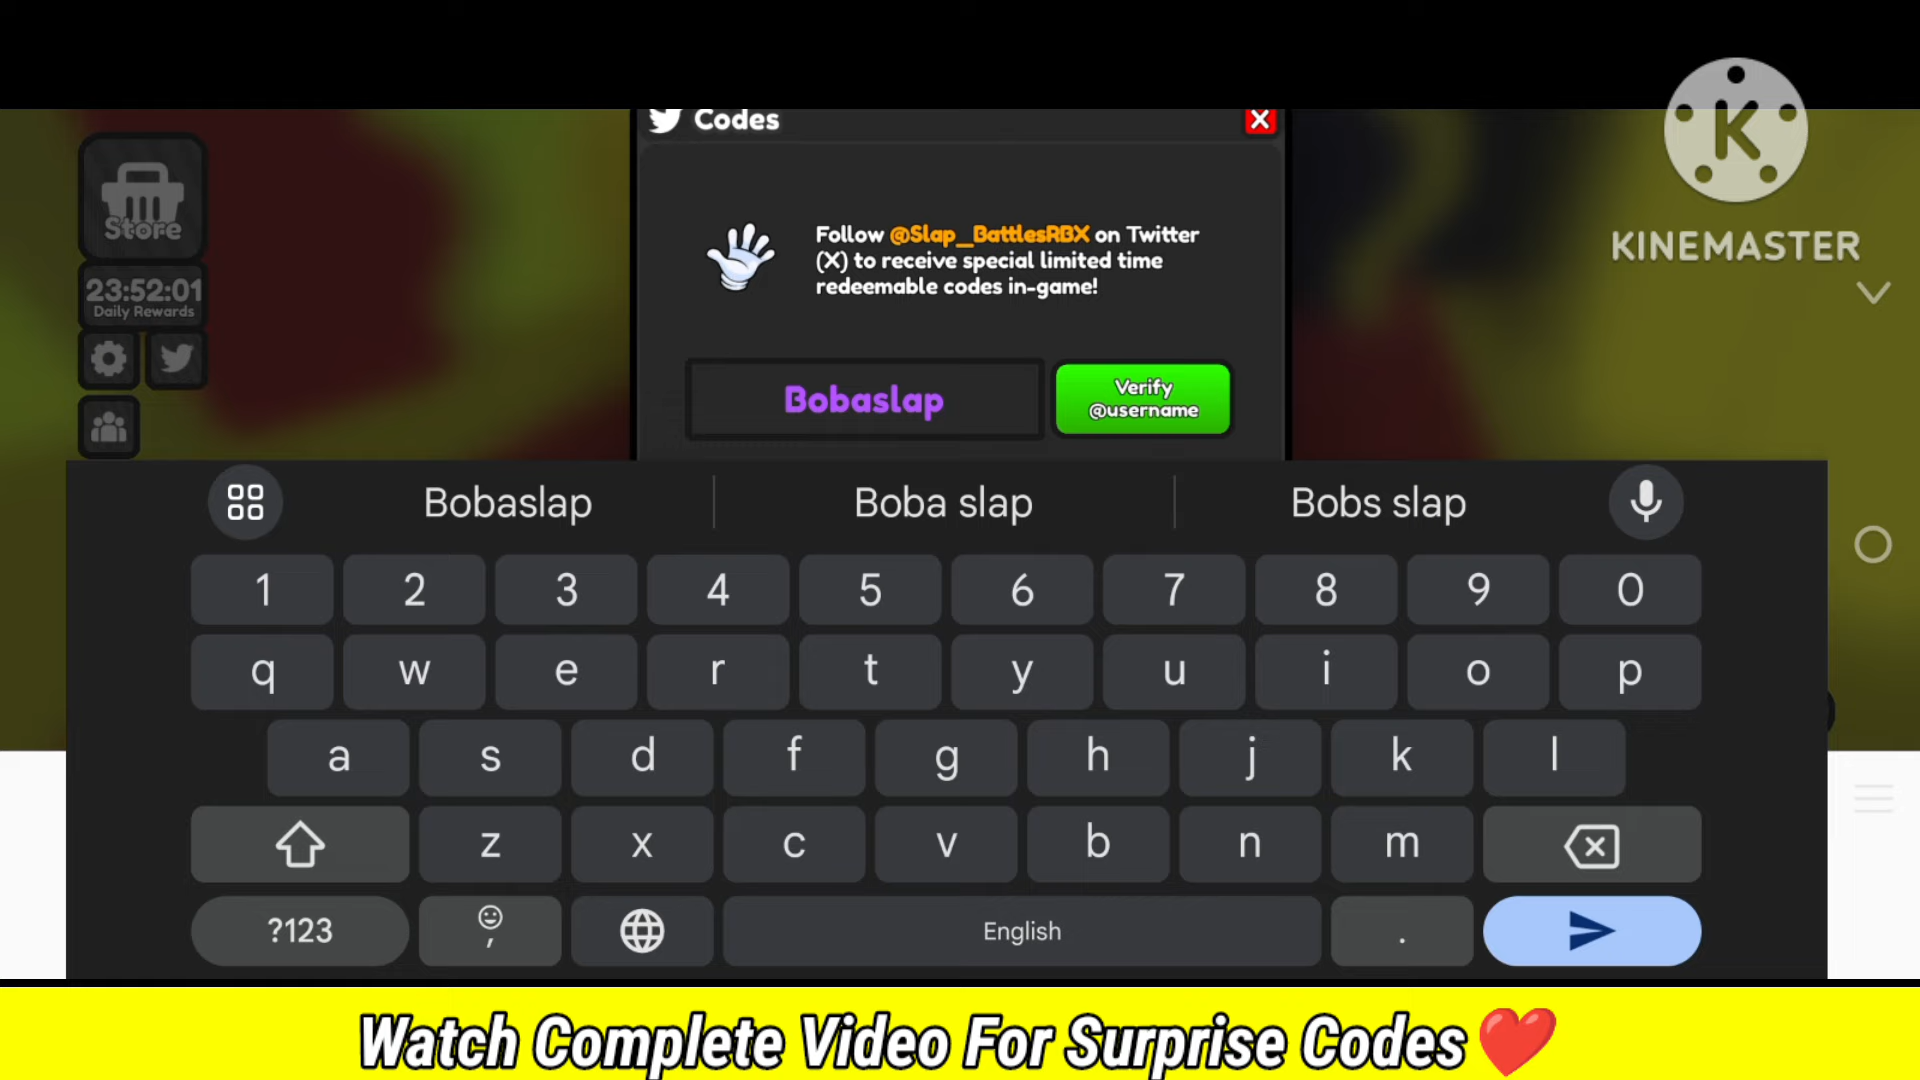 Codes
X
K
KINEMASTER
Store
23:52:01
Daily Rewards
Follow @Slap_BattlesRBX on Twitter
(X) to receive special limited time
redeemable codes in-game!
Bobaslap
Verify
@username
Bobaslap
Boba slap
Bobs slap
1 2 3 4 5 6 7 8 9 0
q w e r t y u i o p
a s d f g h j k l
z x c v b n m
?123 , English .
Watch Complete Video For Surprise Codes